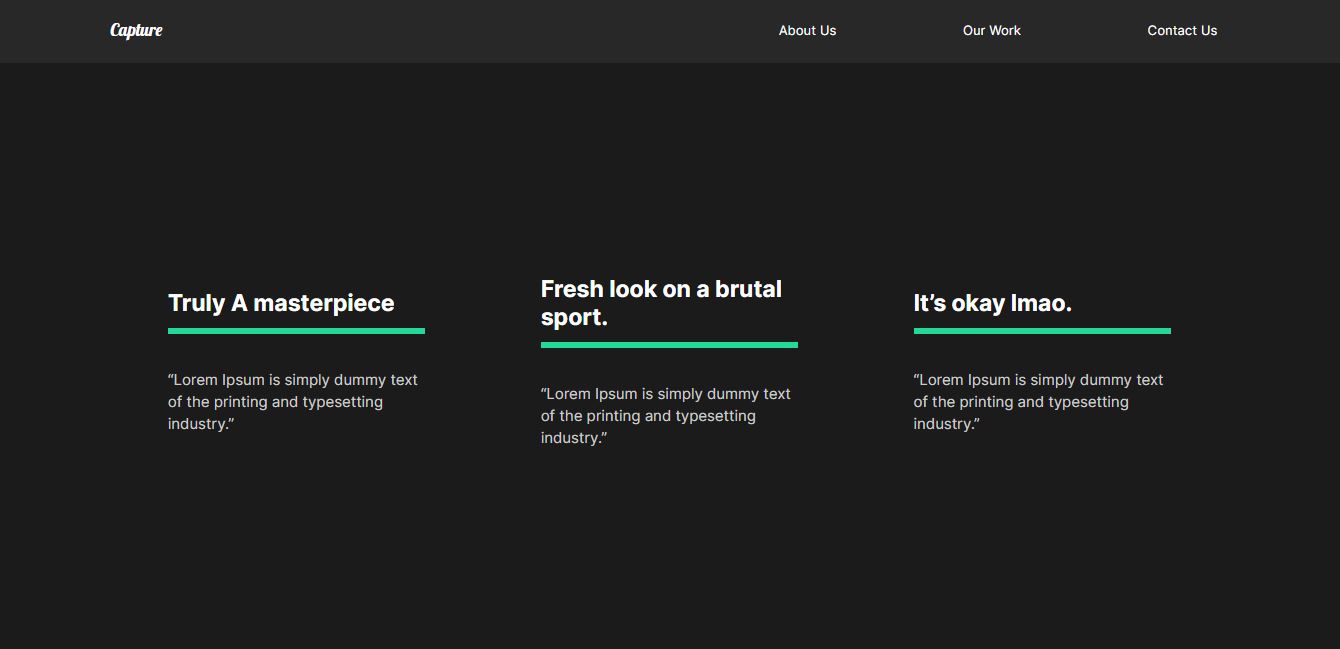 Capture
About Us
Our Work
Contact Us
Truly A masterpiece
“Lorem Ipsum is simply dummy text
of the printing and typesetting
industry.”
Fresh look on a brutal
sport.
“Lorem Ipsum is simply dummy text
of the printing and typesetting
industry.”
It’s okay lmao.
“Lorem Ipsum is simply dummy text
of the printing and typesetting
industry.”